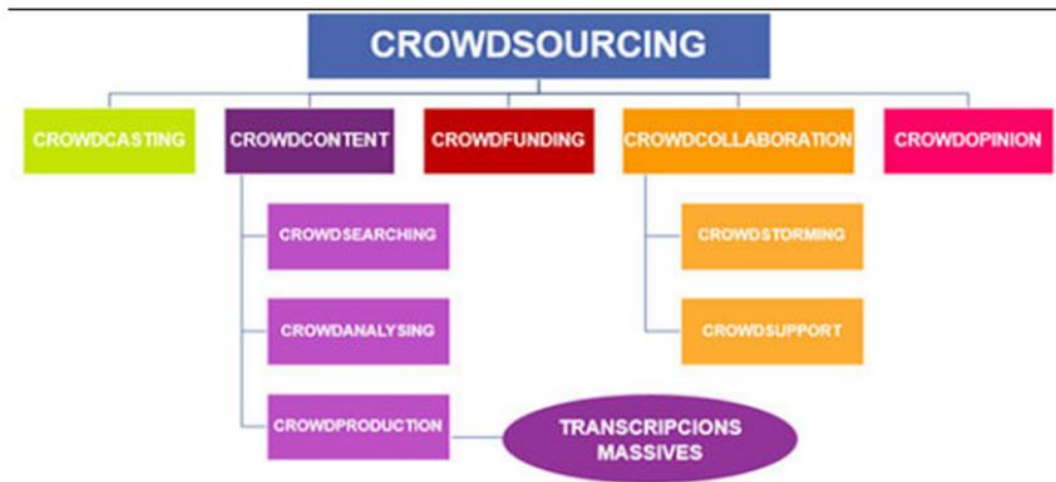 CROWDSOURCING
CROWDCASTING
CROWDCONTENT
CROWDFUNDING
CROWDCOLLABORATION
CROWDOPINION
CROWDSEARCHING
CROWDSTORMING
CROWDANALYSING
CROWDSUPPORT
CROWDPRODUCTION
TRANSCRIPCIONS
MASSIVES